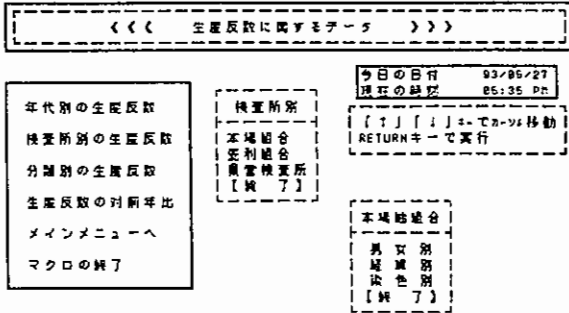 《《《 生産反数に関するデータ 》》》
今日の日付 93/05/27
現在の時刻 05:35 PM
[↑] [↓] キーでカーソル移動
RETURNキーで実行
年代別の生産反数
検査所別の生産反数
分類別の生産反数
生産反数の対前年比
メインメニューへ
マクロの終了
検査所別
本場組合
県営検査所
【終 了】
本場絹組合
男 女 別
経緯別
染 色 別
【終 了】